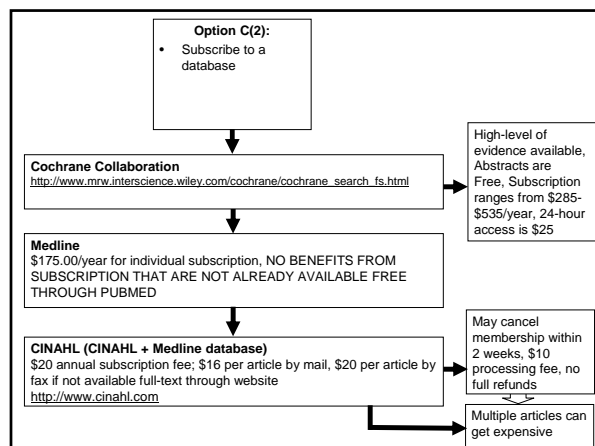 Option C(2):
• Subscribe to a
database
Cochrane Collaboration
http://www.mrw.interscience.wiley.com/cochrane/cochrane_search_fs.html
High-level of
evidence available,
Abstracts are
Free, Subscription
ranges from $285-
$535/year, 24-hour
access is $25
Medline
$175.00/year for individual subscription, NO BENEFITS FROM
SUBSCRIPTION THAT ARE NOT ALREADY AVAILABLE FREE
THROUGH PUBMED
CINAHL (CINAHL + Medline database)
$20 annual subscription fee; $16 per article by mail, $20 per article by
fax if not available full-text through website
http://www.cinahl.com
May cancel
membership within
2 weeks, $10
processing fee, no
full refunds
Multiple articles can
get expensive